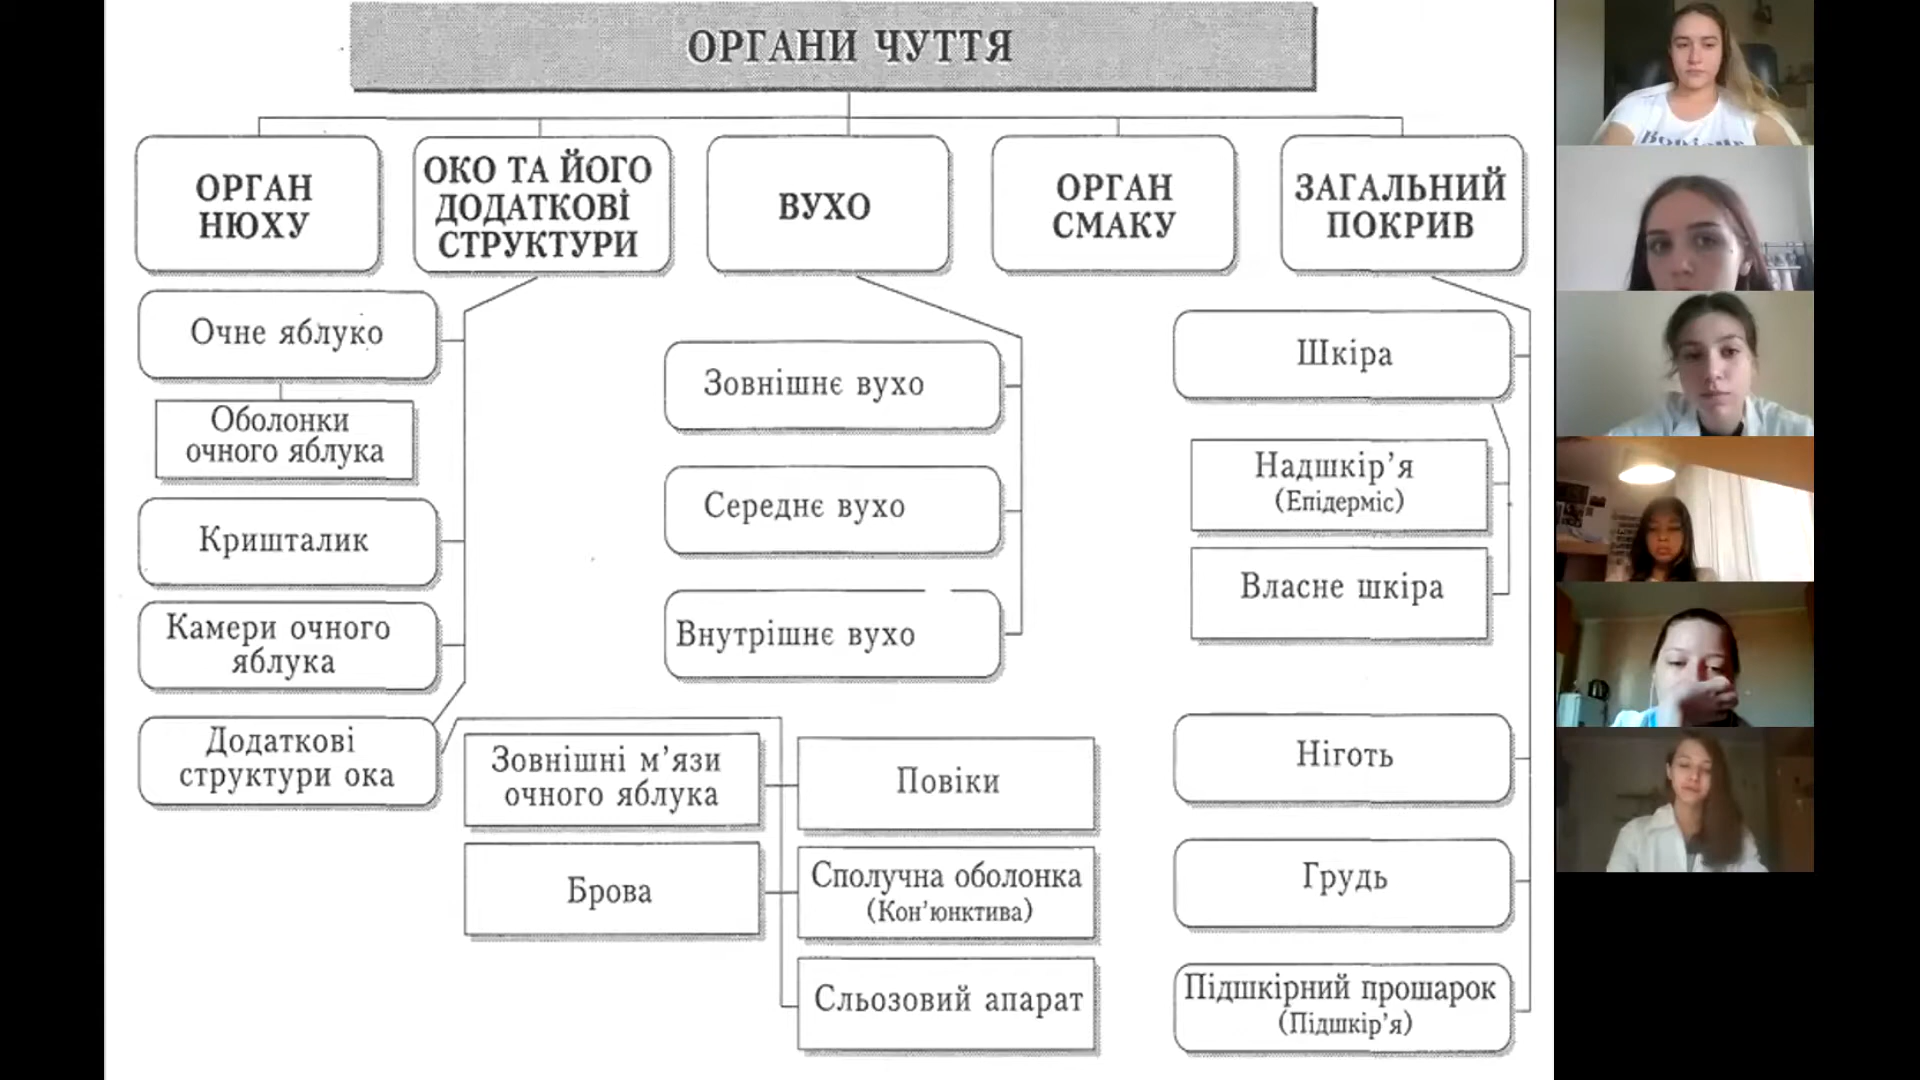 ОРГАНИ ЧУТТЯ
ОРГАН
НЮХУ
ОКО ТА ЙОГО
ДОДАТКОВІ
СТРУКТУРИ
ВУХО
ОРГАН
СМАКУ
ЗАГАЛЬНИЙ
ПОКРИВ
Очне яблуко
Оболонки
очного яблука
Кришталик
Камери очного
яблука
Додаткові
структури ока
Зовнішні м’язи
очного яблука
Брова
Повіки
Сполучна оболонка
(Кон’юнктива)
Сльозовий апарат
Зовнішнє вухо
Середнє вухо
Внутрішнє вухо
Шкіра
Надшкір’я
(Епідерміс)
Власне шкіра
Ніготь
Грудь
Підшкірний прошарок
(Підшкір’я)